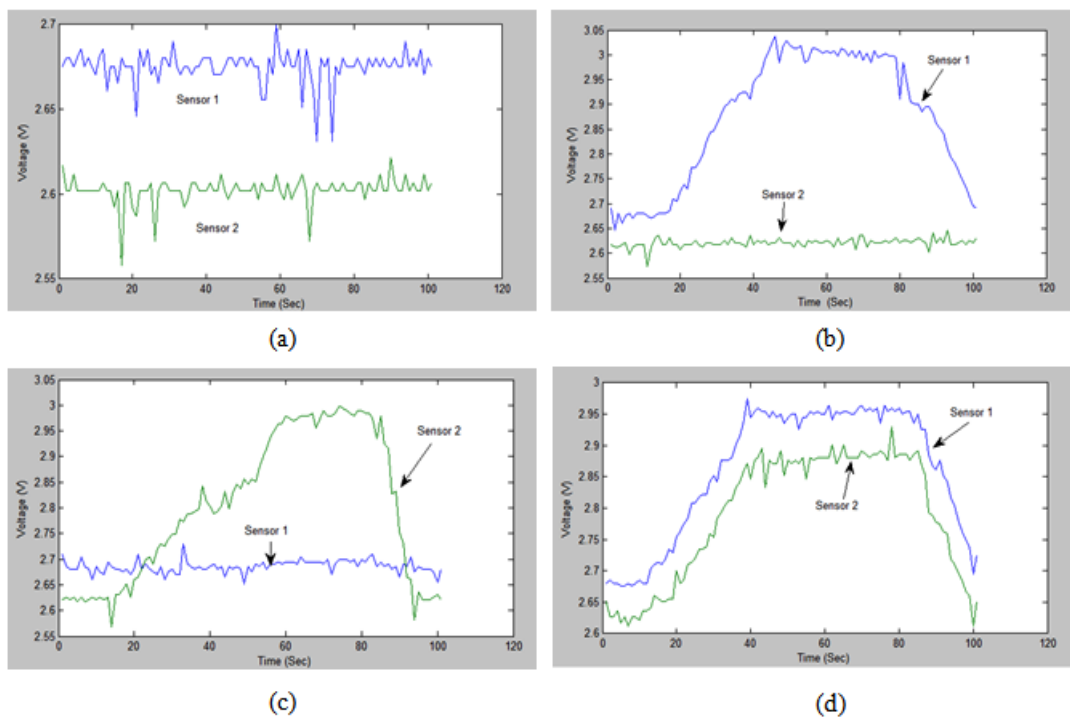 2.7
2.65
2.6
2.55
Voltage (V)
Sensor 1
Sensor 2
0 20 40 60 80 100 120
Time (Sec)
(a)
3.05
3
2.95
2.9
2.85
2.8
2.75
2.7
2.65
2.6
2.55
Voltage (V)
Sensor 1
Sensor 2
0 20 40 60 80 100 120
Time (Sec)
(b)
3.05
3
2.95
2.9
2.85
2.8
2.75
2.7
2.65
2.6
2.55
Voltage (V)
Sensor 2
Sensor 1
0 20 40 60 80 100 120
Time (Sec)
(c)
3
2.95
2.9
2.85
2.8
2.75
2.7
2.65
2.6
Voltage (V)
Sensor 1
Sensor 2
0 20 40 60 80 100 120
Time (Sec)
(d)